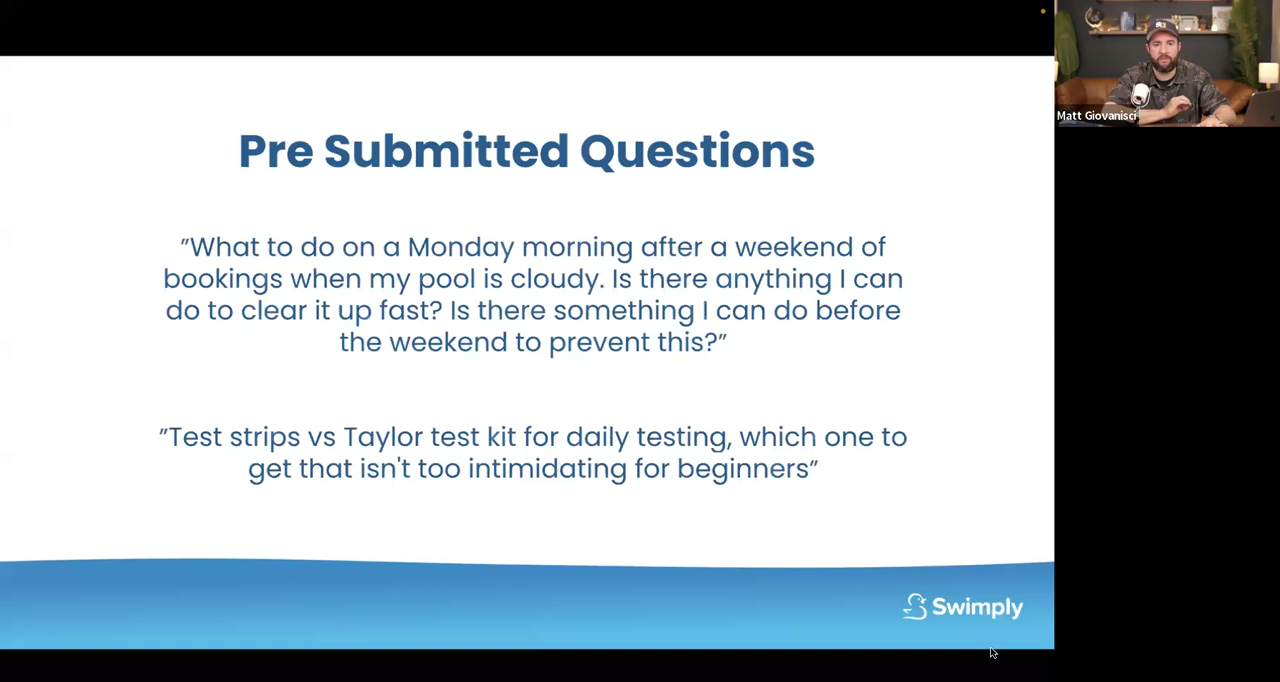 Matt Giovanisci
Pre Submitted Questions
”What to do on a Monday morning after a weekend of
bookings when my pool is cloudy. Is there anything I can
do to clear it up fast? Is there something I can do before
the weekend to prevent this?”
”Test strips vs Taylor test kit for daily testing, which one to
get that isn't too intimidating for beginners”
Swimply